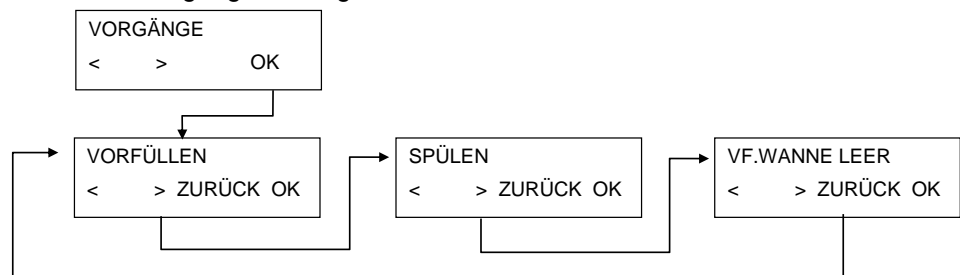 VORGÄNGE
< > OK
VORFÜLLEN
< > ZURÜCK OK
SPÜLEN
< > ZURÜCK OK
VF.WANNE LEER
< > ZURÜCK OK